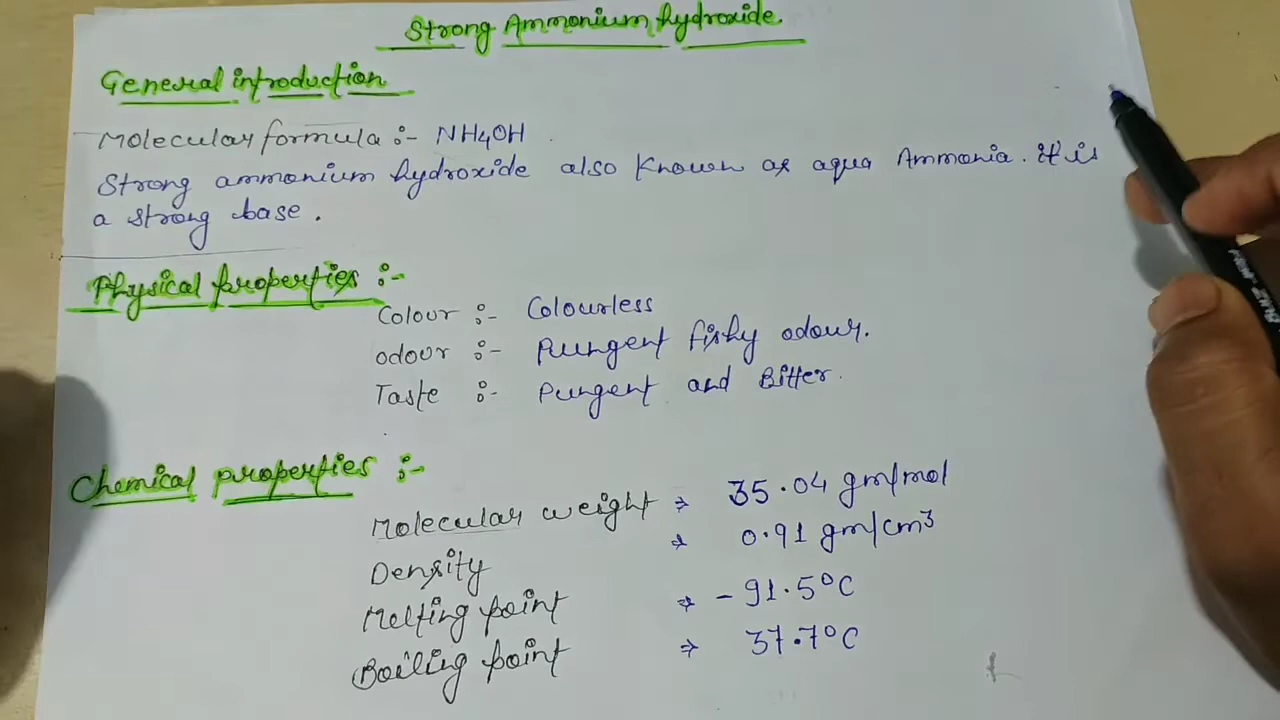 Strong Ammonium hydroxide.
General introduction
Molecular formula :- NH4OH
Strong ammonium hydroxide also known as aqua Ammonia. it is
a strong base.
Physical properties :-
Colour :- Colourless
odour :- Pungent fishy odour.
Taste :- Pungent and Bitter.
Chemical properties :-
Molecular weight ⇒ 35.04 gm/mol
Density ⇒ 0.91 gm/cm³
Melting point ⇒ -91.5°C
Boiling point ⇒ 37.7°C